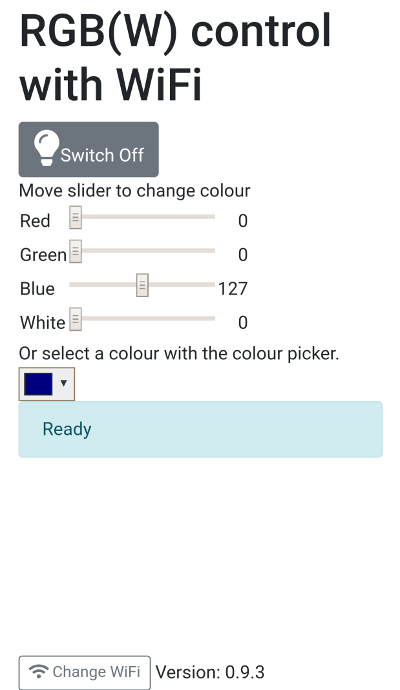 RGB(W) control
with WiFi
Switch Off
Move slider to change colour
Red 0
Green 0
Blue 127
White 0
Or select a colour with the colour picker.
Ready
Change WiFi Version: 0.9.3